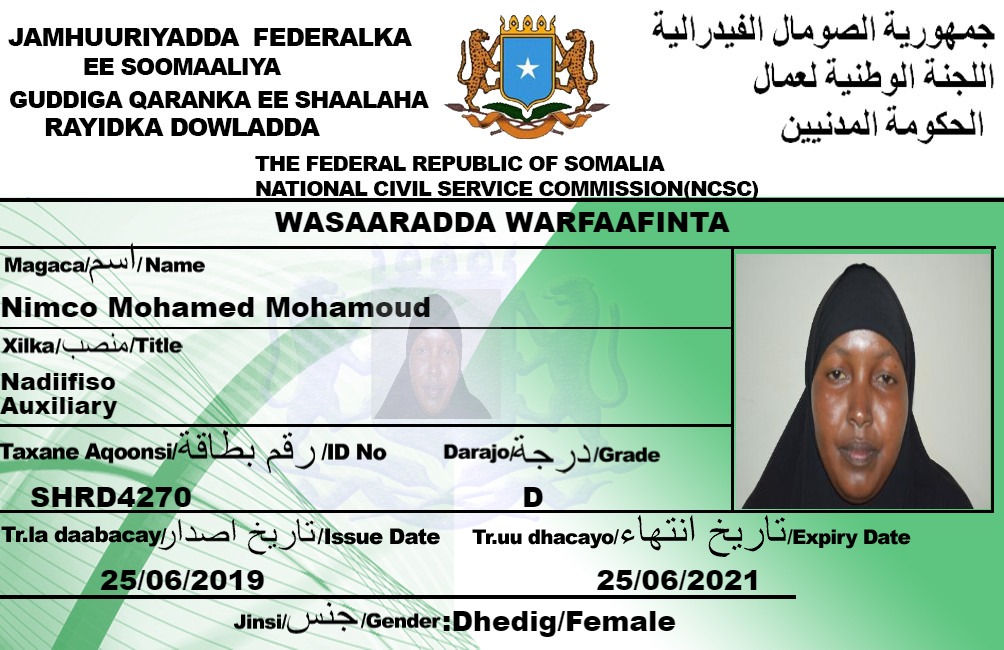 JAMHUURIYADDA FEDERALKA
EE SOOMAALIYA
GUDDIGA QARANKA EE SHAALAHA
RAYIDKA DOWLADDA
جمهورية الصومال الفيدرالية
اللجنة الوطنية لعمال
الحكومة المدنيين
THE FEDERAL REPUBLIC OF SOMALIA
NATIONAL CIVIL SERVICE COMMISSION(NCSC)
WASAARADDA WARFAAFINTA
Magaca/اسم/Name
Nimco Mohamed Mohamoud
Xilka/منصب/Title
Nadiifiso
Auxiliary
Taxane Aqoonsi/رقم بطاقة/ID No
Darajo/درجة/Grade
SHRD4270
D
Tr.la daabacay/تاريخ اصدار/Issue Date
Tr.uu dhacayo/تاريخ انتهاء/Expiry Date
25/06/2019
25/06/2021
Jinsi/جنس/Gender:Dhedig/Female